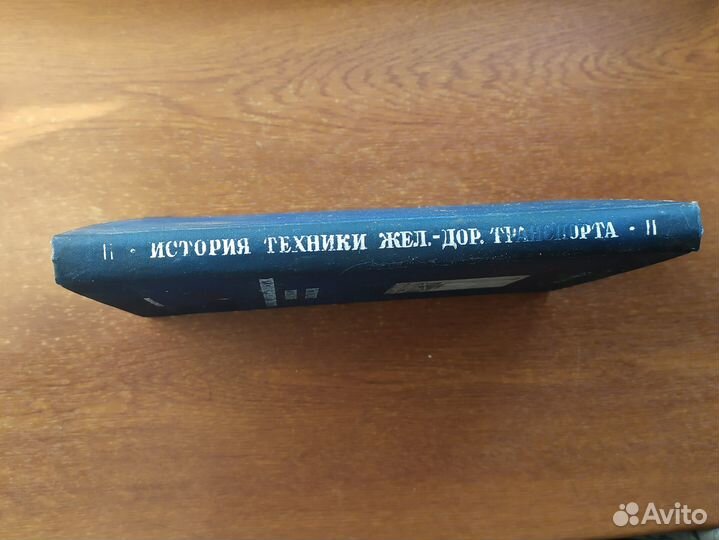 II · ИСТОРИЯ ТЕХНИКИ ЖЕЛ.-ДОР. ТРАНСПОРТА · II
Avito